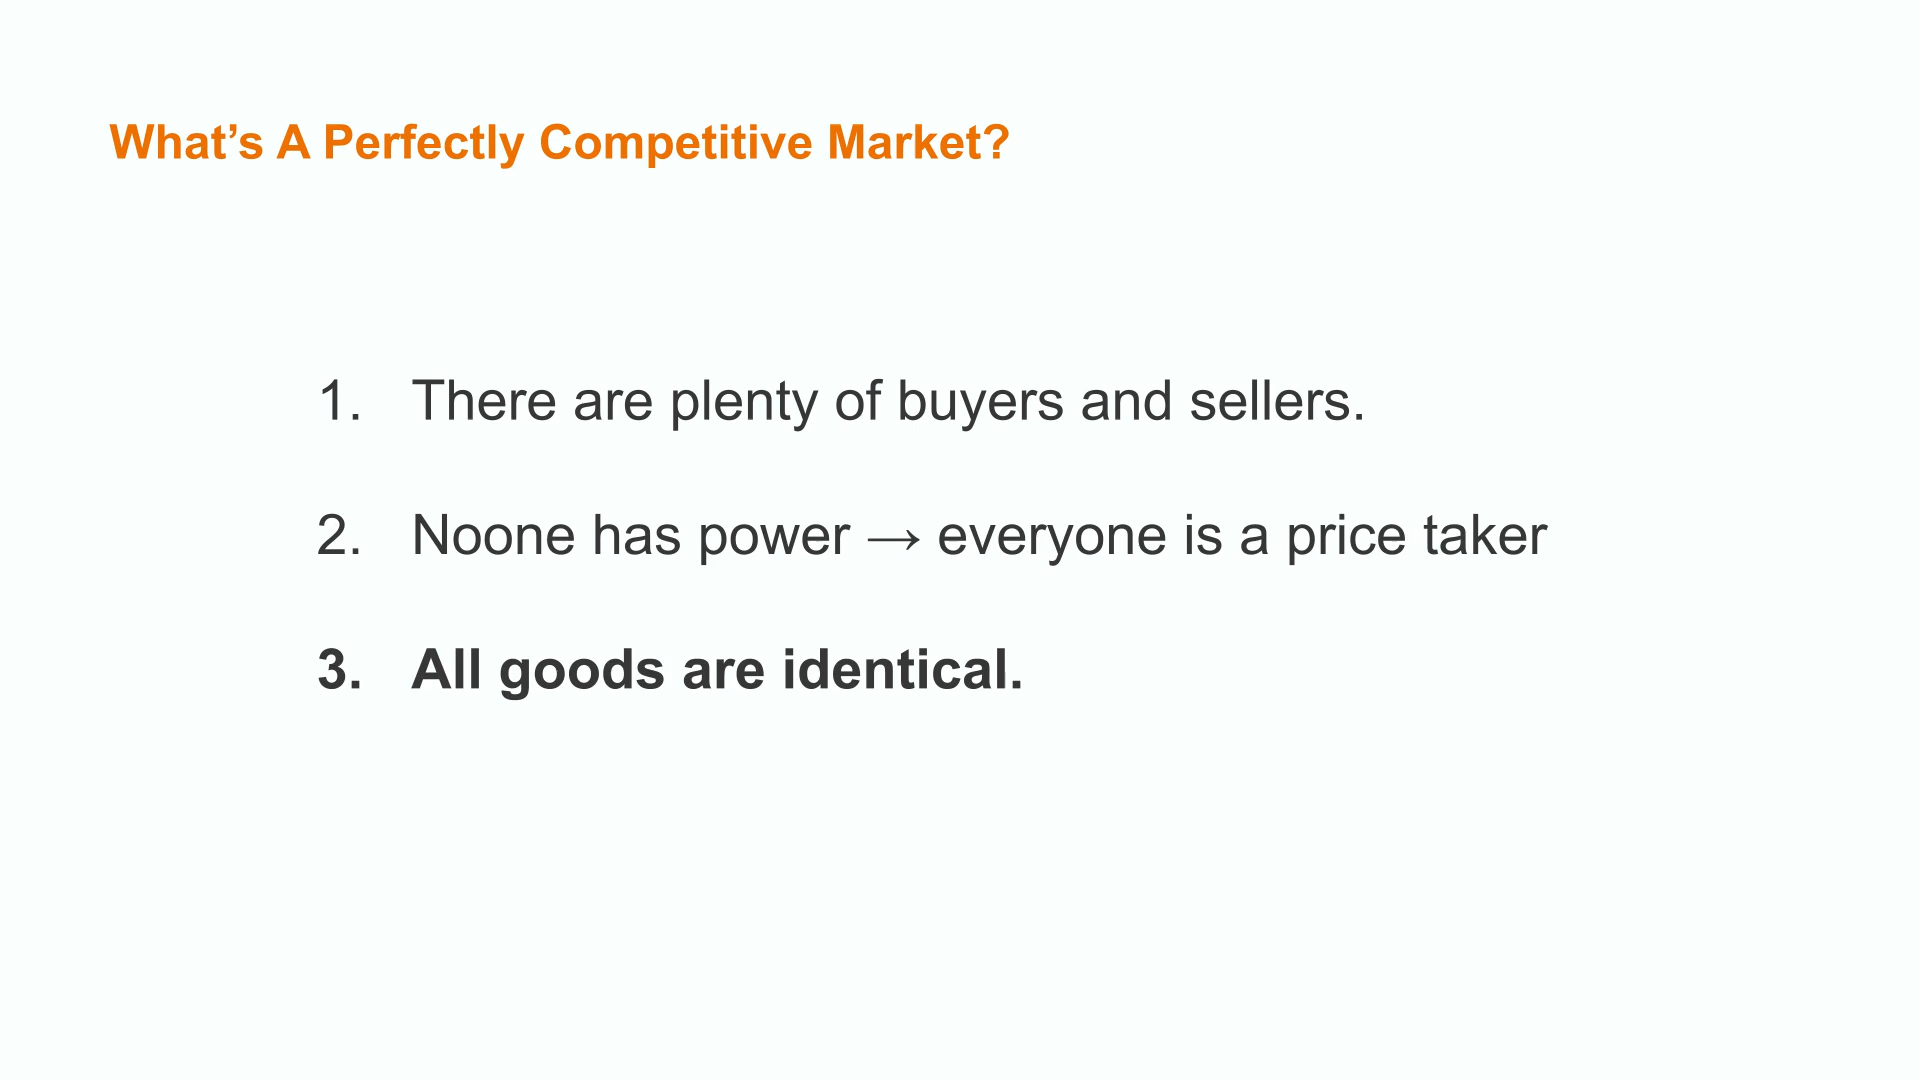 What’s A Perfectly Competitive Market?
1. There are plenty of buyers and sellers.
2. Noone has power → everyone is a price taker
3. All goods are identical.